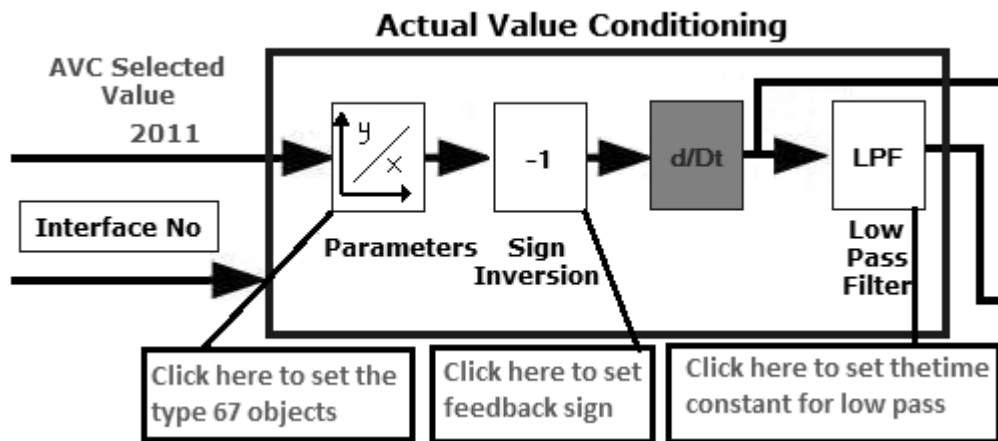 Actual Value Conditioning
AVC Selected
Value
2011
Interface No
y
x
-1
d/Dt
LPF
Parameters
Sign
Inversion
Low
Pass
Filter
Click here to set the
type 67 objects
Click here to set
feedback sign
Click here to set thetime
constant for low pass